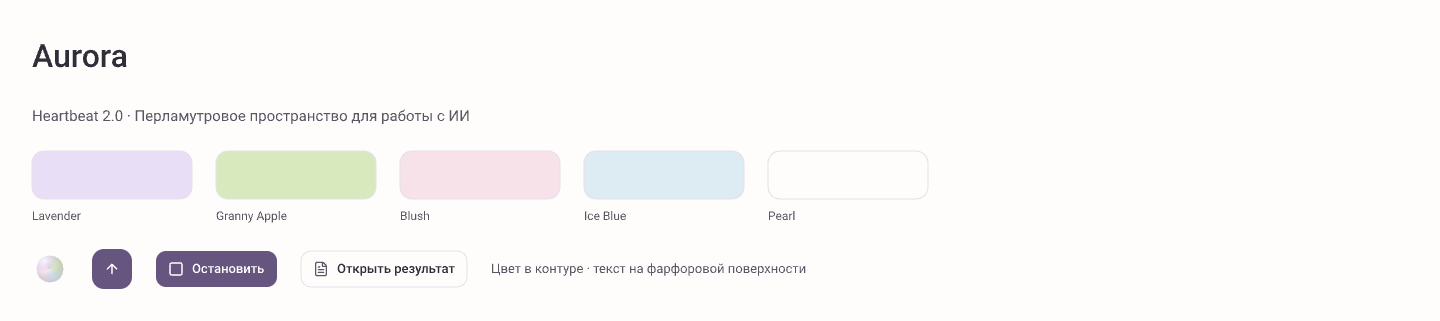 Aurora
Heartbeat 2.0 · Перламутровое пространство для работы с ИИ
Lavender
Granny Apple
Blush
Ice Blue
Pearl
Остановить
Открыть результат
Цвет в контуре · текст на фарфоровой поверхности